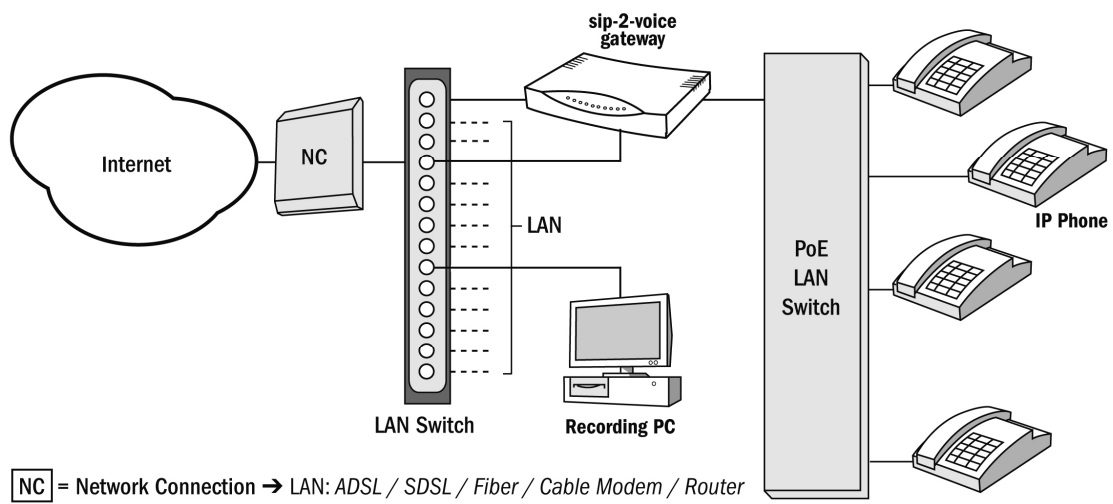 sip-2-voice
gateway
Internet
NC
LAN
PoE
LAN
Switch
IP Phone
LAN Switch
Recording PC
NC = Network Connection ➔ LAN: ADSL / SDSL / Fiber / Cable Modem / Router